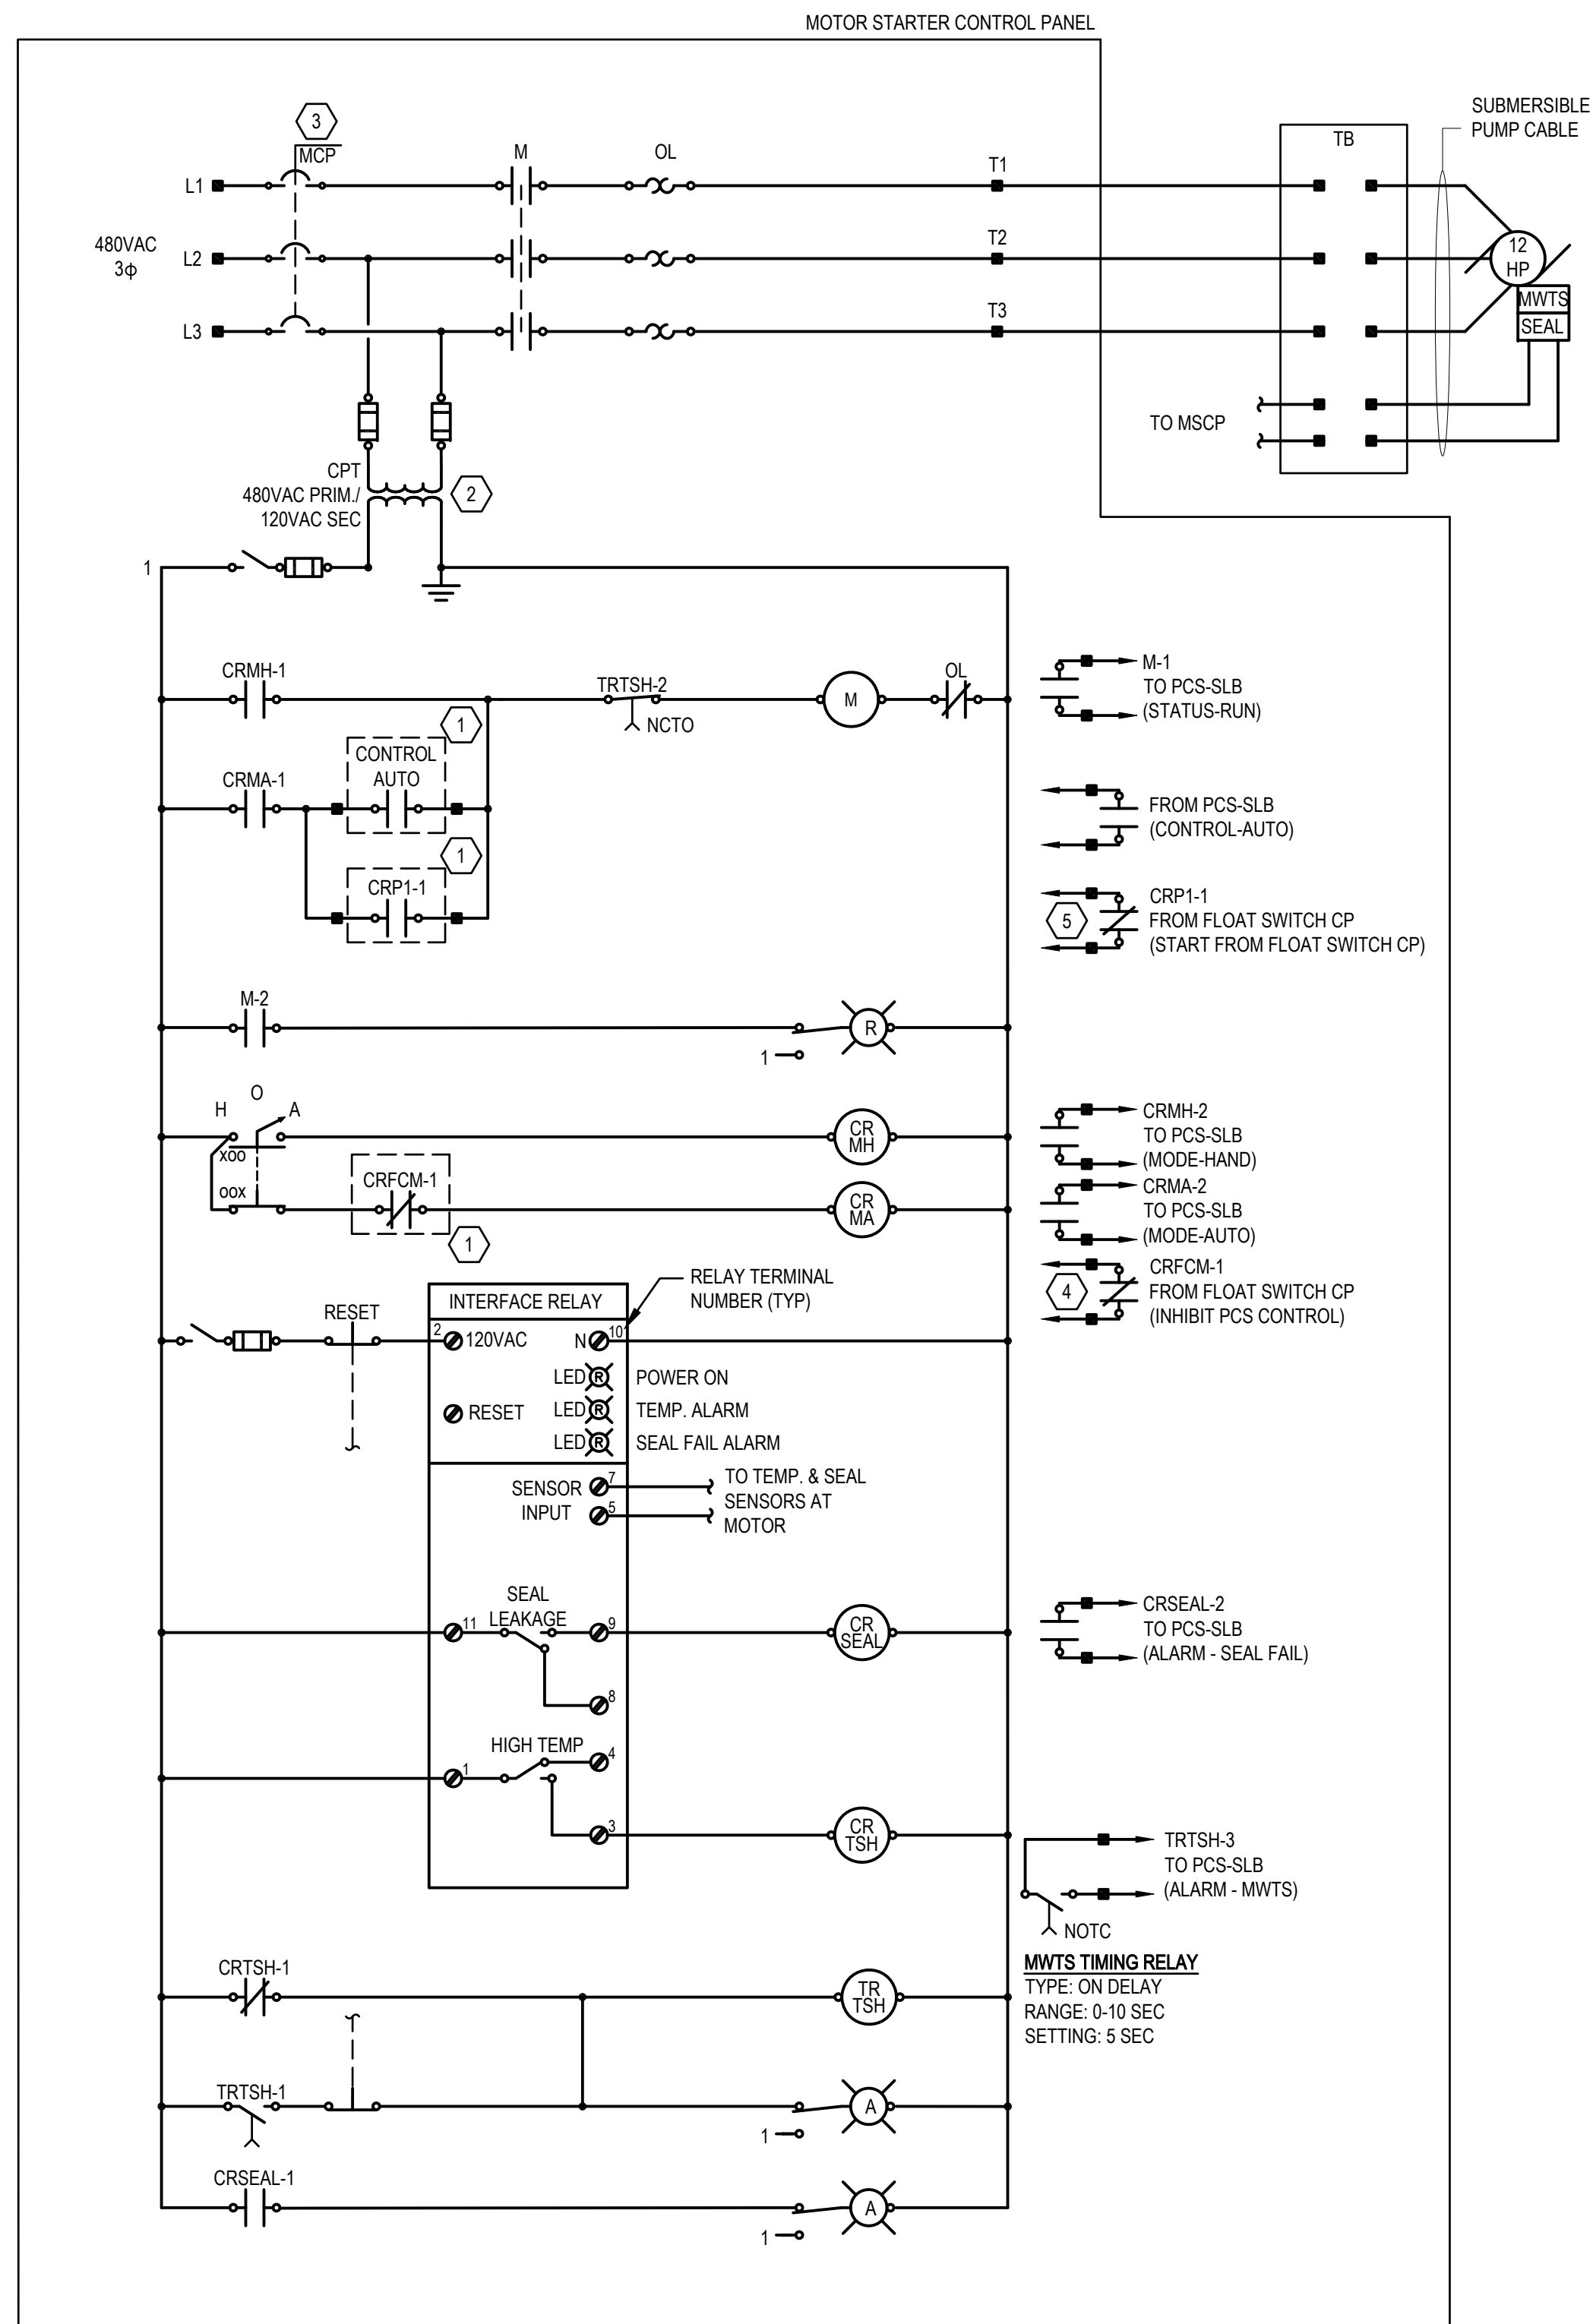 MOTOR STARTER CONTROL PANEL
SUBMERSIBLE
PUMP CABLE
3
MCP
M
OL
TB
L1
T1
480VAC
3ϕ
L2
T2
12
HP
MWTS
SEAL
L3
T3
TO MSCP
CPT
480VAC PRIM./
120VAC SEC
2
1
CRMH-1
TRTSH-2
NCTO
M
OL
M-1
TO PCS-SLB
(STATUS-RUN)
1
CONTROL
AUTO
CRMA-1
FROM PCS-SLB
(CONTROL-AUTO)
1
CRP1-1
5
CRP1-1
FROM FLOAT SWITCH CP
(START FROM FLOAT SWITCH CP)
M-2
R
1
H
O
A
XOO
OOX
CR
MH
CRMH-2
TO PCS-SLB
(MODE-HAND)
CRFCM-1
1
CR
MA
CRMA-2
TO PCS-SLB
(MODE-AUTO)
4
CRFCM-1
FROM FLOAT SWITCH CP
(INHIBIT PCS CONTROL)
RELAY TERMINAL
NUMBER (TYP)
INTERFACE RELAY
RESET
2
120VAC
N
10
LED
R
POWER ON
RESET
LED
R
TEMP. ALARM
LED
R
SEAL FAIL ALARM
SENSOR
INPUT
7
5
TO TEMP. & SEAL
SENSORS AT
MOTOR
SEAL
LEAKAGE
11
9
8
CR
SEAL
CRSEAL-2
TO PCS-SLB
(ALARM - SEAL FAIL)
HIGH TEMP
1
4
3
CR
TSH
TRTSH-3
TO PCS-SLB
(ALARM - MWTS)
NOTC
MWTS TIMING RELAY
TYPE: ON DELAY
RANGE: 0-10 SEC
SETTING: 5 SEC
CRTSH-1
TR
TSH
TRTSH-1
A
1
CRSEAL-1
A
1